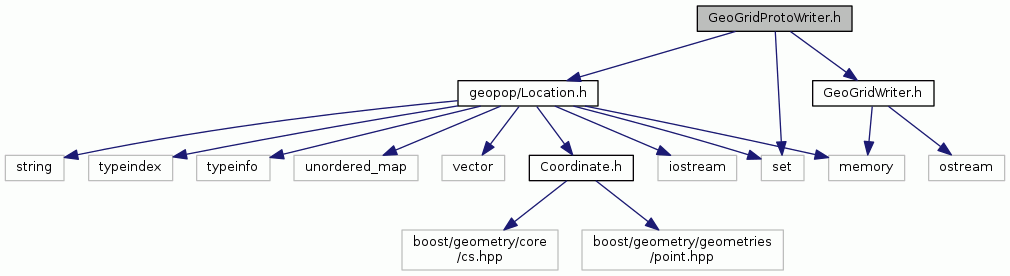 GeoGridProtoWriter.h
geopop/Location.h
GeoGridWriter.h
string
typeindex
typeinfo
unordered_map
vector
Coordinate.h
iostream
set
memory
ostream
boost/geometry/core
/cs.hpp
boost/geometry/geometries
/point.hpp